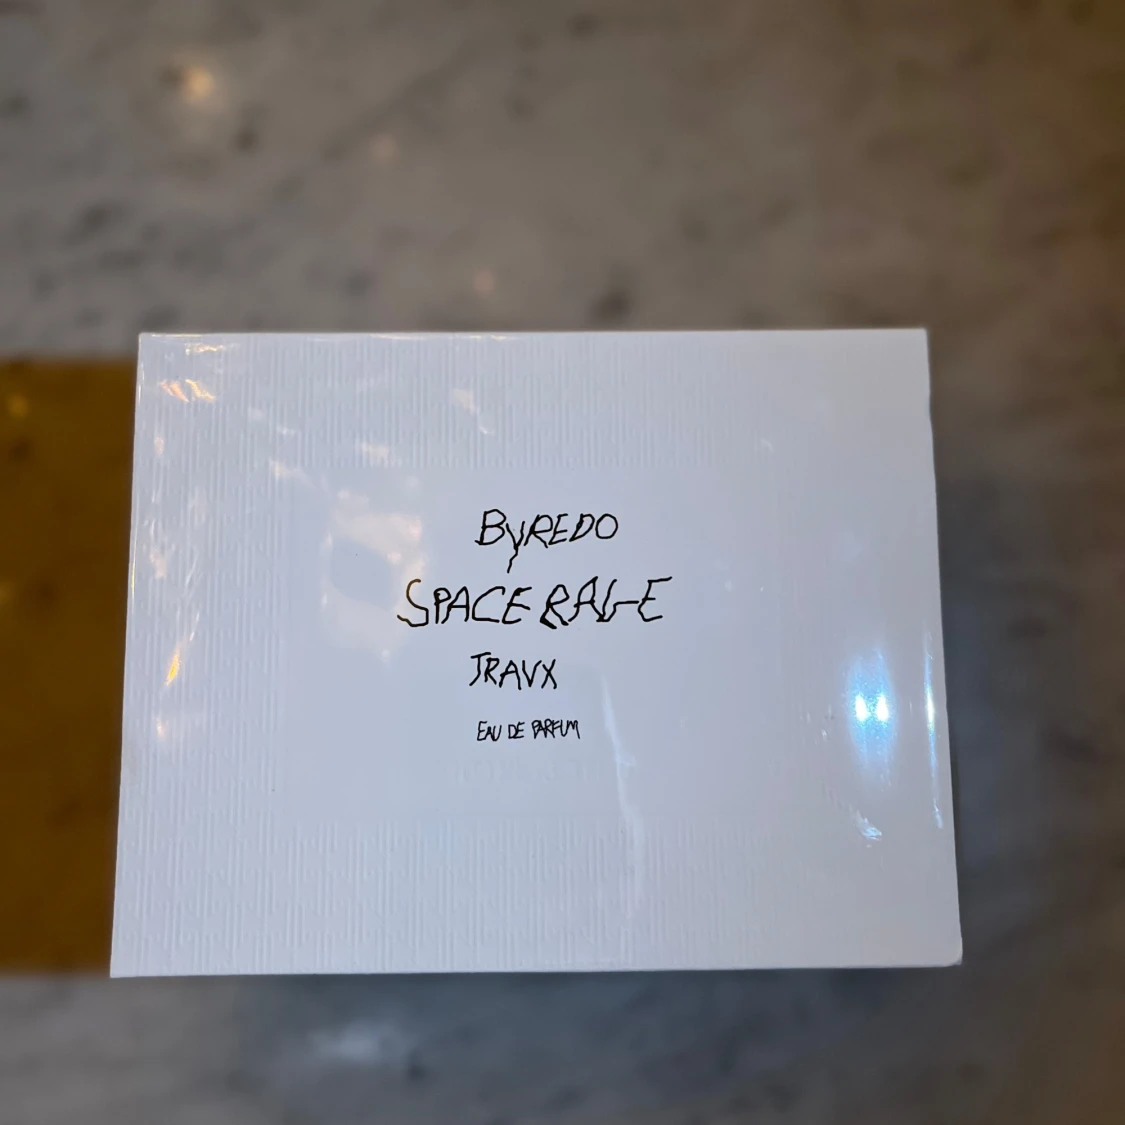 BYREDO
SPACE RAGE
TRAVX
EAU DE PARFUM